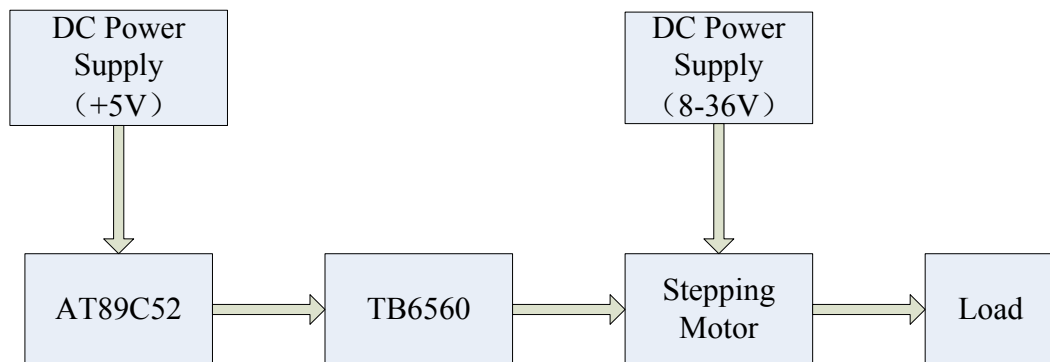 DC Power
Supply
（+5V）
DC Power
Supply
（8-36V）
AT89C52
TB6560
Stepping
Motor
Load